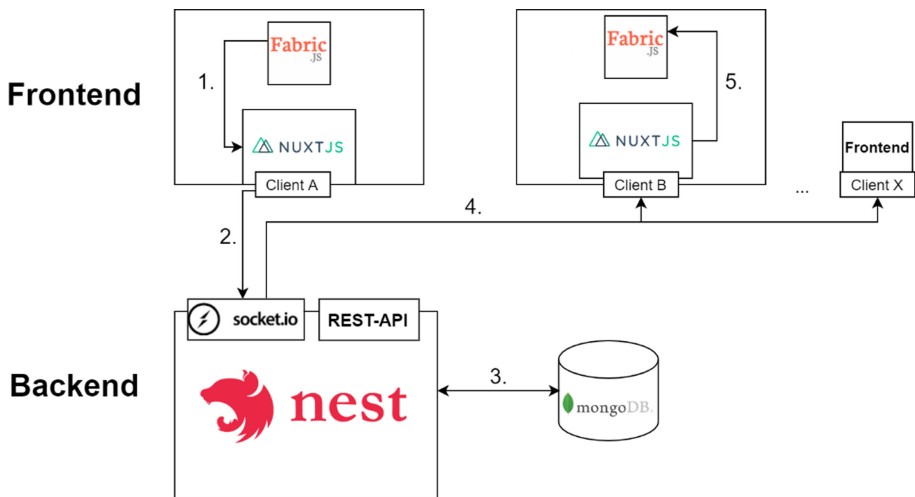 Fabric
.JS
1.
Frontend
NUXTJS
Client A
Fabric
.JS
5.
NUXTJS
Client B
Frontend
...
Client X
4.
2.
socket.io
REST-API
Backend
nest
3.
mongoDB.